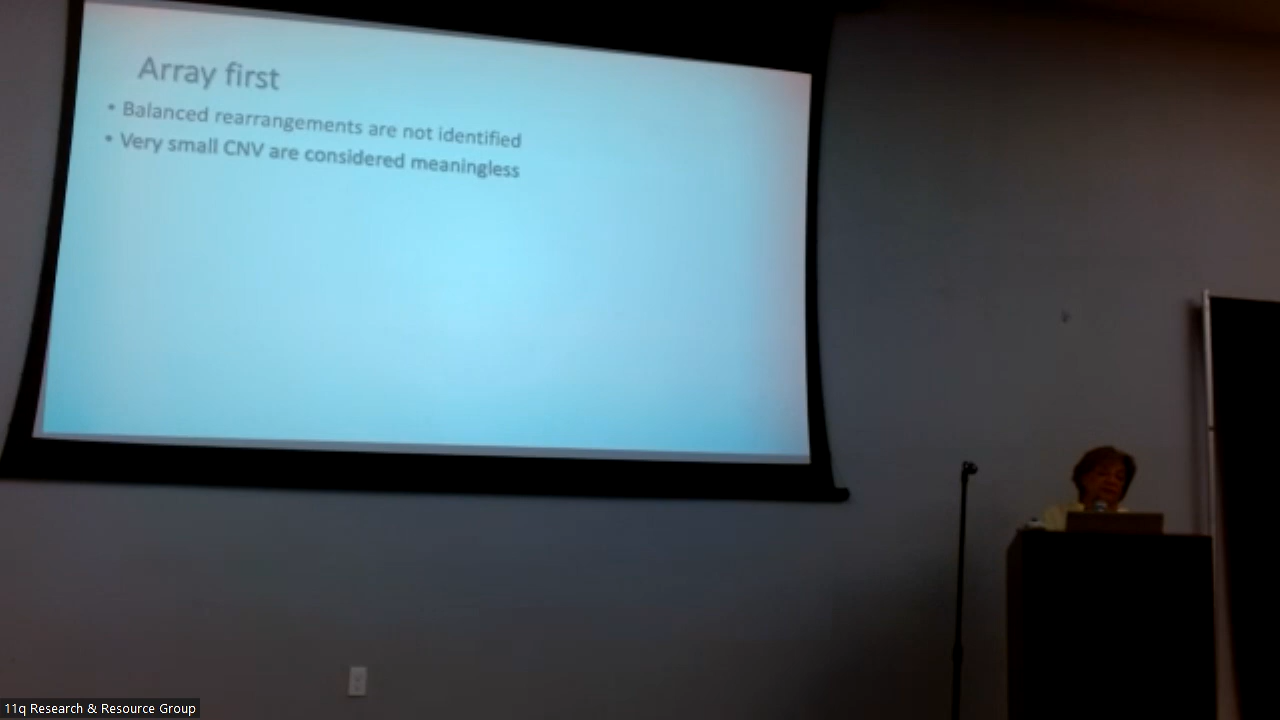 Array first
• Balanced rearrangements are not identified
• Very small CNV are considered meaningless
11q Research & Resource Group